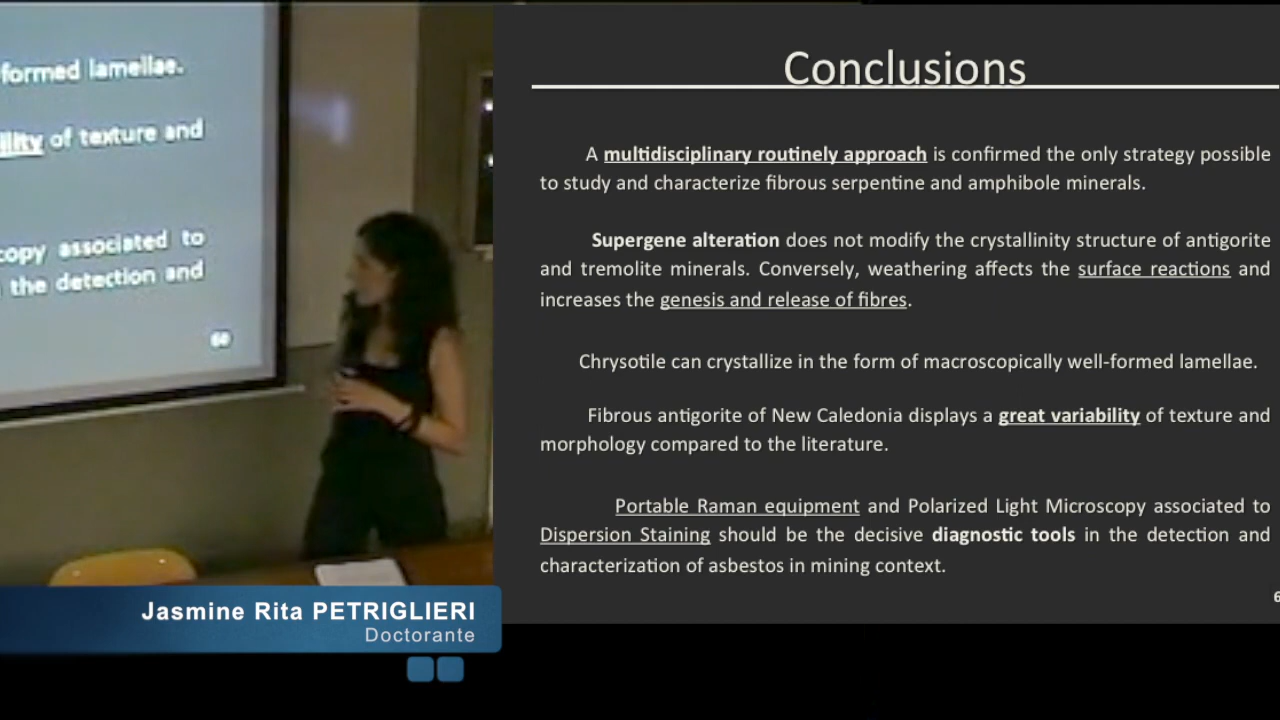 formed lamellae.
of texture and
associated to
the detection and
60
Conclusions
A multidisciplinary routinely approach is confirmed the only strategy possible
to study and characterize fibrous serpentine and amphibole minerals.
Supergene alteration does not modify the crystallinity structure of antigorite
and tremolite minerals. Conversely, weathering affects the surface reactions and
increases the genesis and release of fibres.
Chrysotile can crystallize in the form of macroscopically well-formed lamellae.
Fibrous antigorite of New Caledonia displays a great variability of texture and
morphology compared to the literature.
Portable Raman equipment and Polarized Light Microscopy associated to
Dispersion Staining should be the decisive diagnostic tools in the detection and
characterization of asbestos in mining context.
6
Jasmine Rita PETRIGLIERI
Doctorante